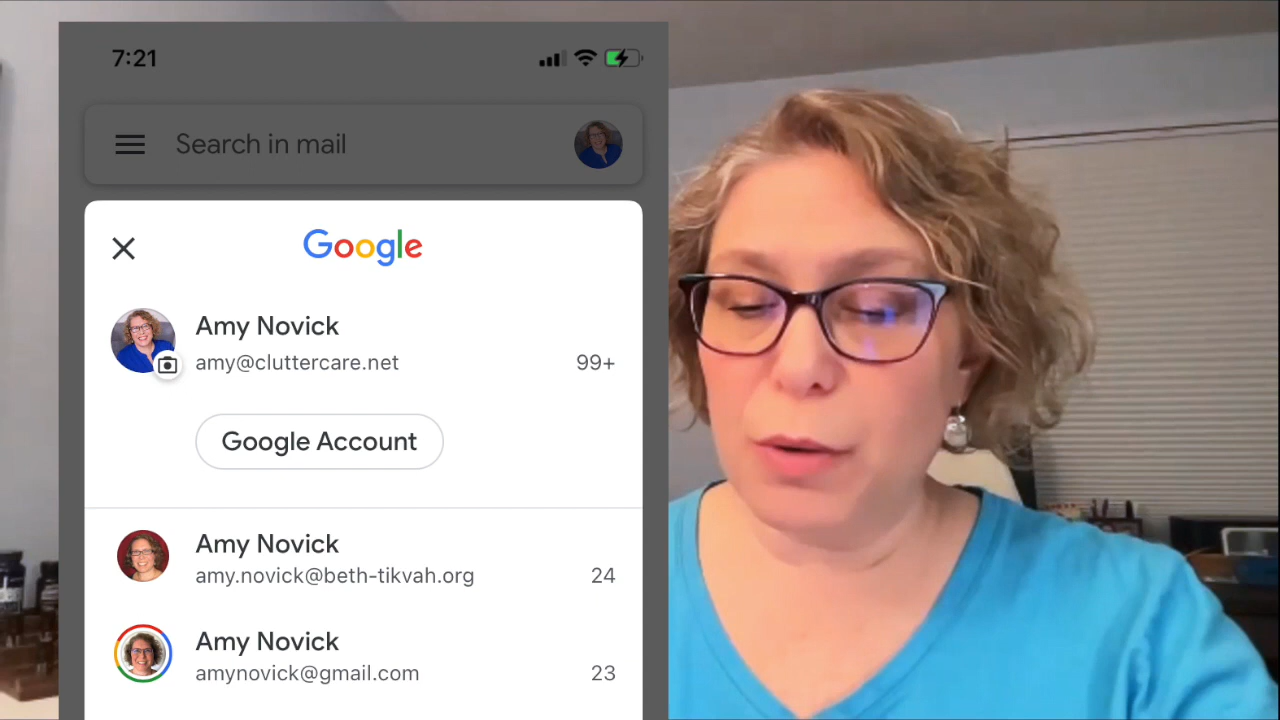 7:21
Search in mail
Google
Amy Novick
amy@cluttercare.net
99+
Google Account
Amy Novick
amy.novick@beth-tikvah.org
24
Amy Novick
amynovick@gmail.com
23